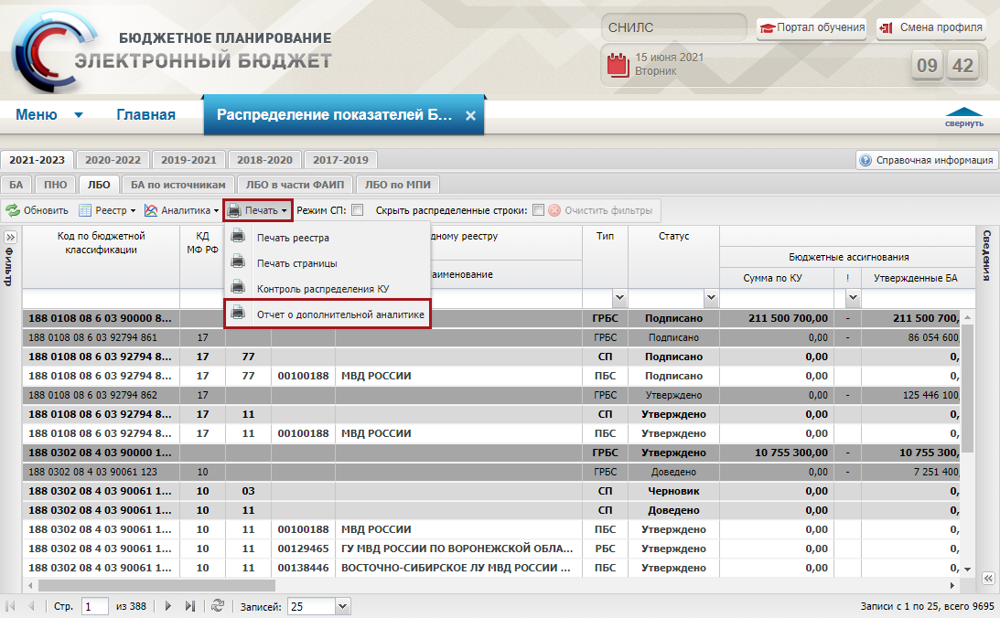 БЮДЖЕТНОЕ ПЛАНИРОВАНИЕ
ЭЛЕКТРОННЫЙ БЮДЖЕТ
СНИЛС
Портал обучения
Смена профиля
15 июня 2021
Вторник
09 42
Меню Главная Распределение показателей Б... ×
свернуть
2021-2023 2020-2022 2019-2021 2018-2020 2017-2019
Справочная информация
БА ПНО ЛБО БА по источникам ЛБО в части ФАИП ЛБО по МПИ
Обновить Реестр Аналитика Печать Режим СП: Скрыть распределенные строки: Очистить фильтры
Печать реестра
Печать страницы
Контроль распределения КУ
Отчет о дополнительной аналитике
Фильтр
Сведения
Код по бюджетной классификации КД МФ РФ дному реестру Тип Статус
Бюджетные ассигнования
аименование Сумма по КУ ! Утвержденные БА
188 0108 08 6 03 90000 8... ГРБС Подписано 211 500 700,00 - 211 500 700,
188 0108 08 6 03 92794 861 17 ГРБС Подписано 0,00 - 86 054 600,
188 0108 08 6 03 92794 8... 17 77 СП Подписано 0,00 0,
188 0108 08 6 03 92794 8... 17 77 00100188 МВД РОССИИ ПБС Подписано 0,00 0,
188 0108 08 6 03 92794 862 17 ГРБС Утверждено 0,00 - 125 446 100,
188 0108 08 6 03 92794 8... 17 11 СП Утверждено 0,00 0,
188 0108 08 6 03 92794 8... 17 11 00100188 МВД РОССИИ ПБС Утверждено 0,00 0,
188 0302 08 4 03 90000 1... ГРБС Утверждено 10 755 300,00 - 10 755 300,
188 0302 08 4 03 90061 123 10 ГРБС Доведено 0,00 - 7 251 400,
188 0302 08 4 03 90061 1... 10 03 СП Черновик 0,00 0,
188 0302 08 4 03 90061 1... 10 11 СП Доведено 0,00 0,
188 0302 08 4 03 90061 1... 10 11 00100188 МВД РОССИИ ПБС Утверждено 0,00 0,
188 0302 08 4 03 90061 1... 10 11 00129465 ГУ МВД РОССИИ ПО ВОРОНЕЖСКОЙ ОБЛА... РБС Утверждено 0,00 0,
188 0302 08 4 03 90061 1... 10 11 00138446 ВОСТОЧНО-СИБИРСКОЕ ЛУ МВД РОССИИ ... ПБС Утверждено 0,00 0,
Стр. 1 из 388 Записей: 25 Записи с 1 по 25, всего 9695